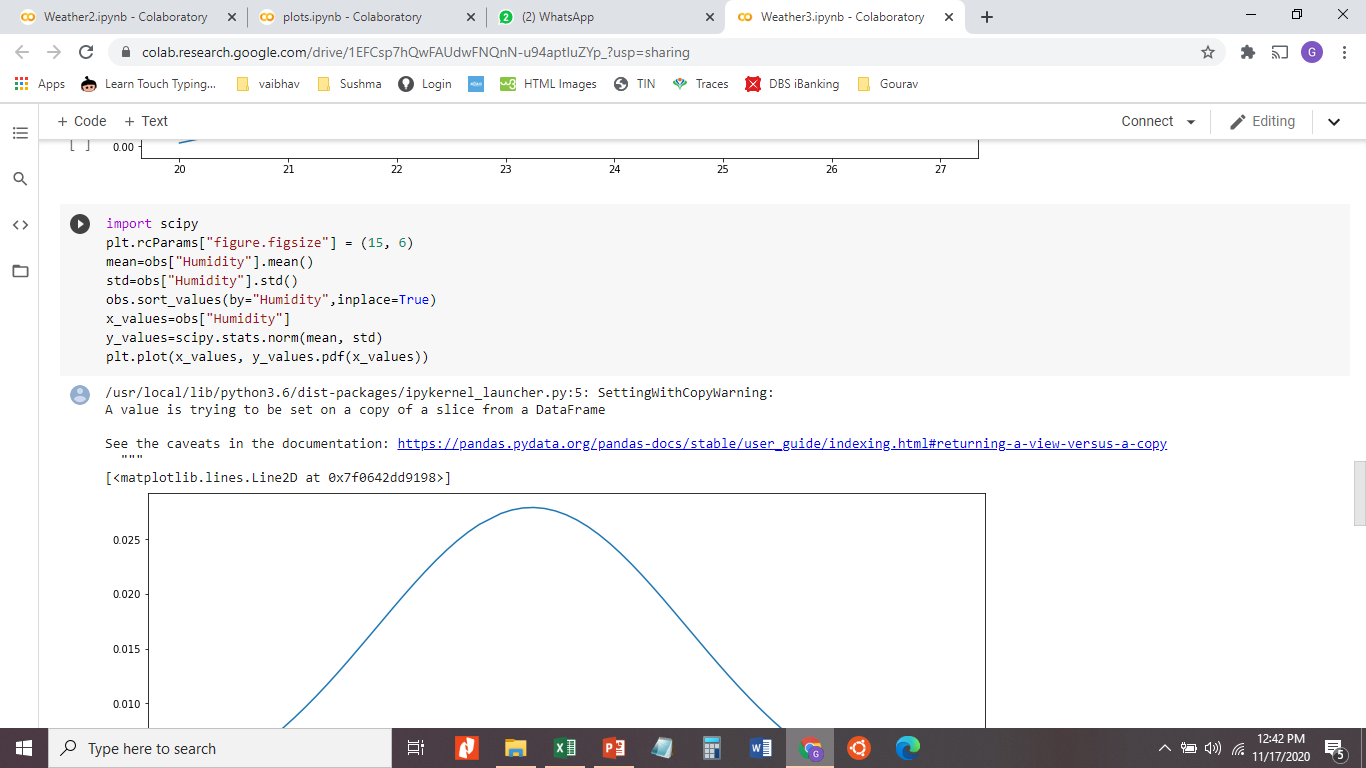 Weather2.ipynb - Colaboratory
plots.ipynb - Colaboratory
2
(2) WhatsApp
Weather3.ipynb - Colaboratory
colab.research.google.com/drive/1EFCsp7hQwFAUdwFNQnN-u94aptluZYp_?usp=sharing
G
Apps
Learn Touch Typing...
vaibhav
Sushma
Login
HTML Images
TIN
Traces
DBS iBanking
Gourav
+ Code
+ Text
Connect
Editing
[ ]
0.00
20 21 22 23 24 25 26 27
import scipy
plt.rcParams["figure.figsize"] = (15, 6)
mean=obs["Humidity"].mean()
std=obs["Humidity"].std()
obs.sort_values(by="Humidity",inplace=True)
x_values=obs["Humidity"]
y_values=scipy.stats.norm(mean, std)
plt.plot(x_values, y_values.pdf(x_values))
/usr/local/lib/python3.6/dist-packages/ipykernel_launcher.py:5: SettingWithCopyWarning:
A value is trying to be set on a copy of a slice from a DataFrame
See the caveats in the documentation: https://pandas.pydata.org/pandas-docs/stable/user_guide/indexing.html#returning-a-view-versus-a-copy
"""
[<matplotlib.lines.Line2D at 0x7f0642dd9198>]
0.025
0.020
0.015
0.010
Type here to search
G
12:42 PM
11/17/2020
5